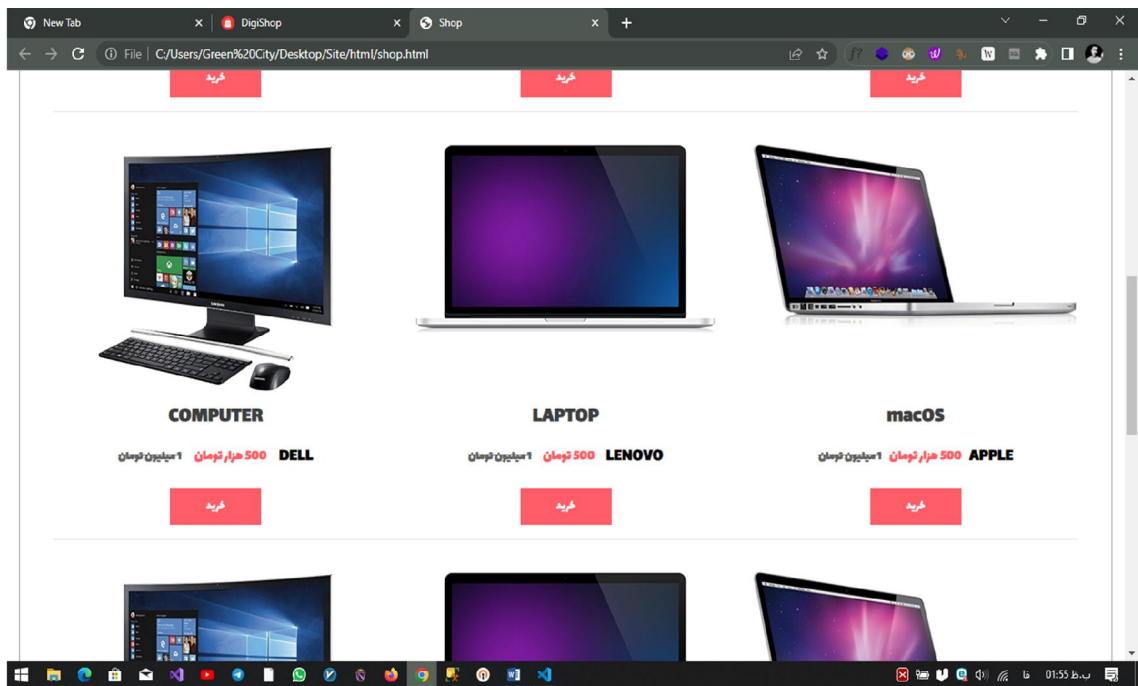 New Tab
DigiShop
Shop
File | C:/Users/Green%20City/Desktop/Site/html/shop.html
خرید خرید خرید
COMPUTER LAPTOP macOS
DELL 500 هزار تومان 1 میلیون تومان
LENOVO 500 تومان 1 میلیون تومان
APPLE 500 هزار تومان 1 میلیون تومان
خرید خرید خرید
فا
01:55 ب.ظ